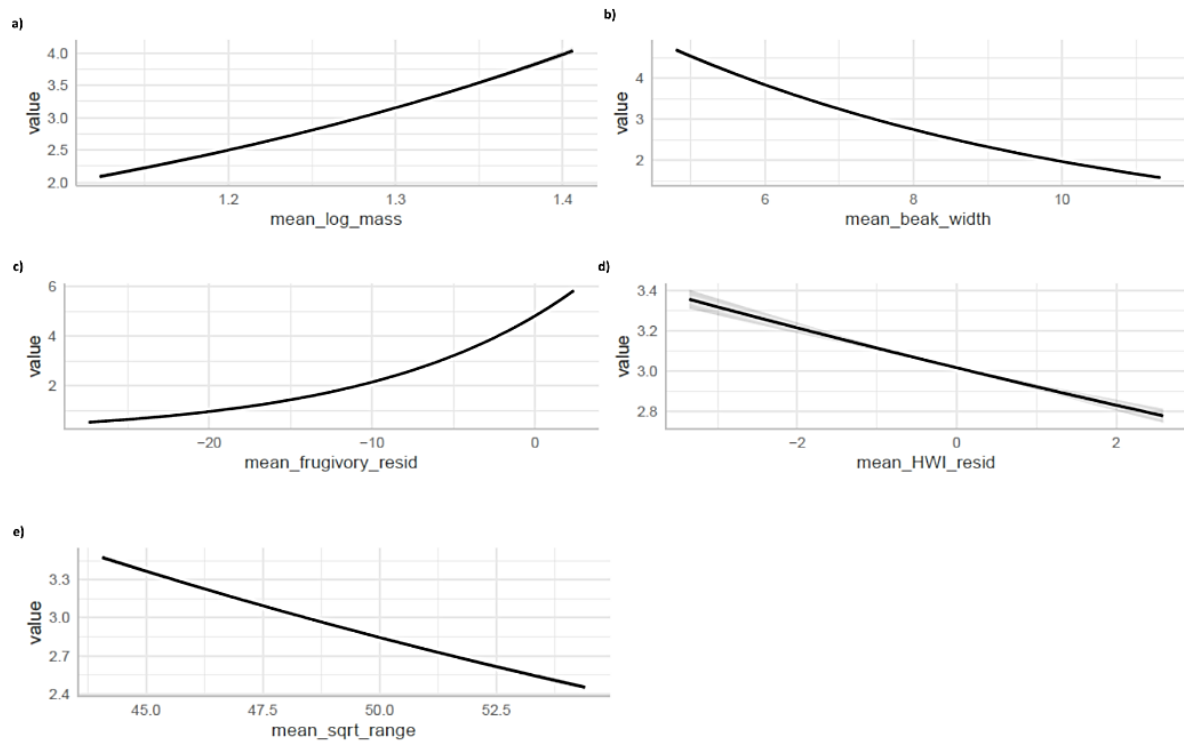 a)
4.0
3.5
3.0
2.5
2.0
value
1.2 1.3 1.4
mean_log_mass
b)
4
3
2
value
6 8 10
mean_beak_width
c)
6
4
2
value
−20 −10 0
mean_frugivory_resid
d)
3.4
3.2
3.0
2.8
value
−2 0 2
mean_HWI_resid
e)
3.3
3.0
2.7
2.4
value
45.0 47.5 50.0 52.5
mean_sqrt_range